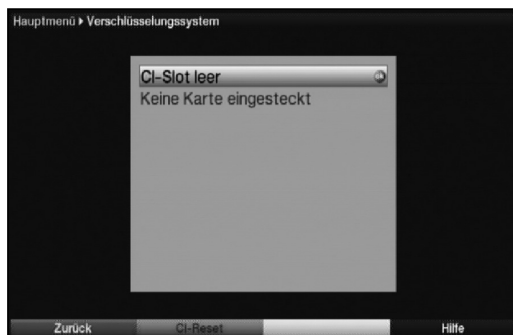 Hauptmenü ▸ Verschlüsselungssystem
CI-Slot leer
Keine Karte eingesteckt
Zurück CI-Reset Hilfe